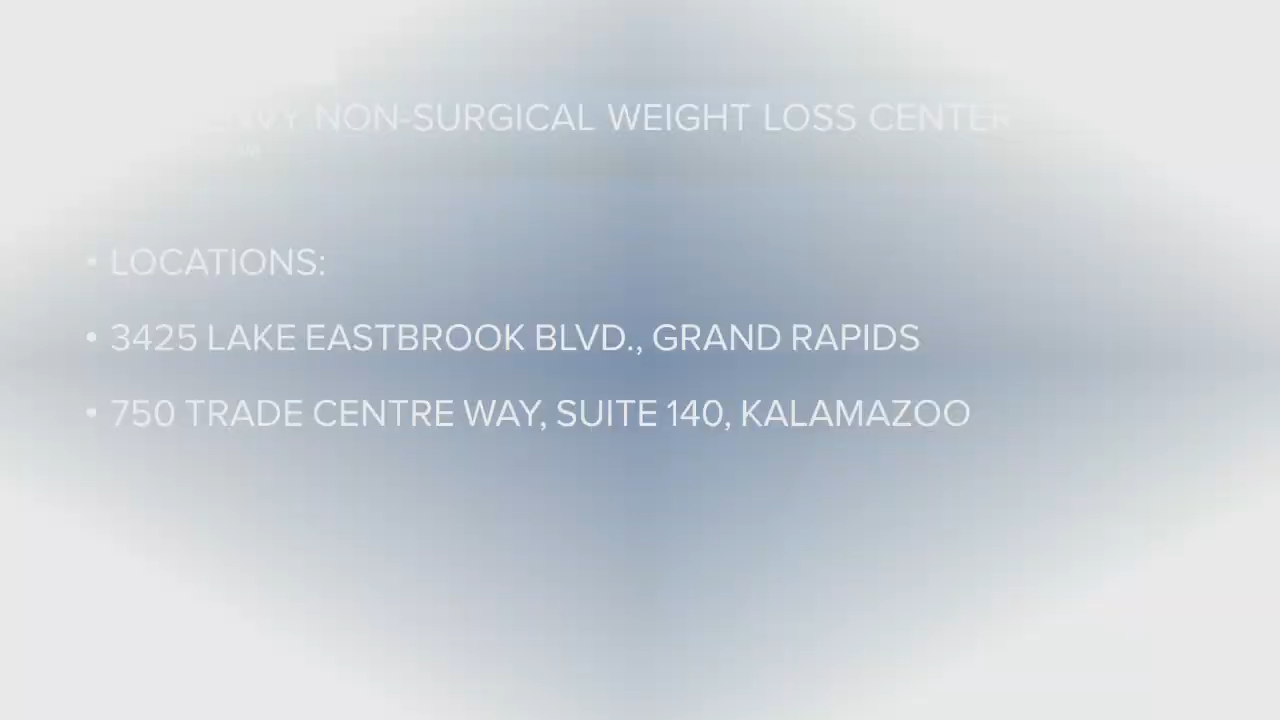 NON-SURGICAL WEIGHT LOSS CENTER
• LOCATIONS:
• 3425 LAKE EASTBROOK BLVD., GRAND RAPIDS
• 750 TRADE CENTRE WAY, SUITE 140, KALAMAZOO